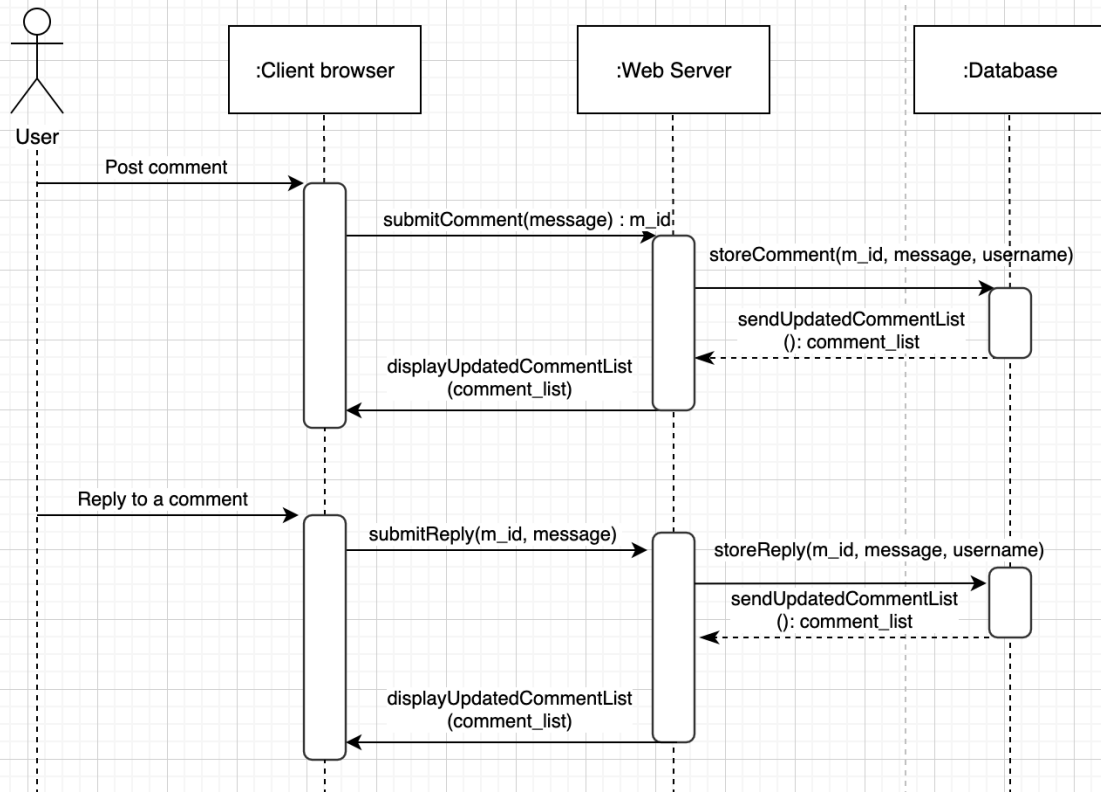 :Client browser
:Web Server
:Database
User
Post comment
submitComment(message) : m_id
storeComment(m_id, message, username)
sendUpdatedCommentList
(): comment_list
displayUpdatedCommentList
(comment_list)
Reply to a comment
submitReply(m_id, message)
storeReply(m_id, message, username)
sendUpdatedCommentList
(): comment_list
displayUpdatedCommentList
(comment_list)